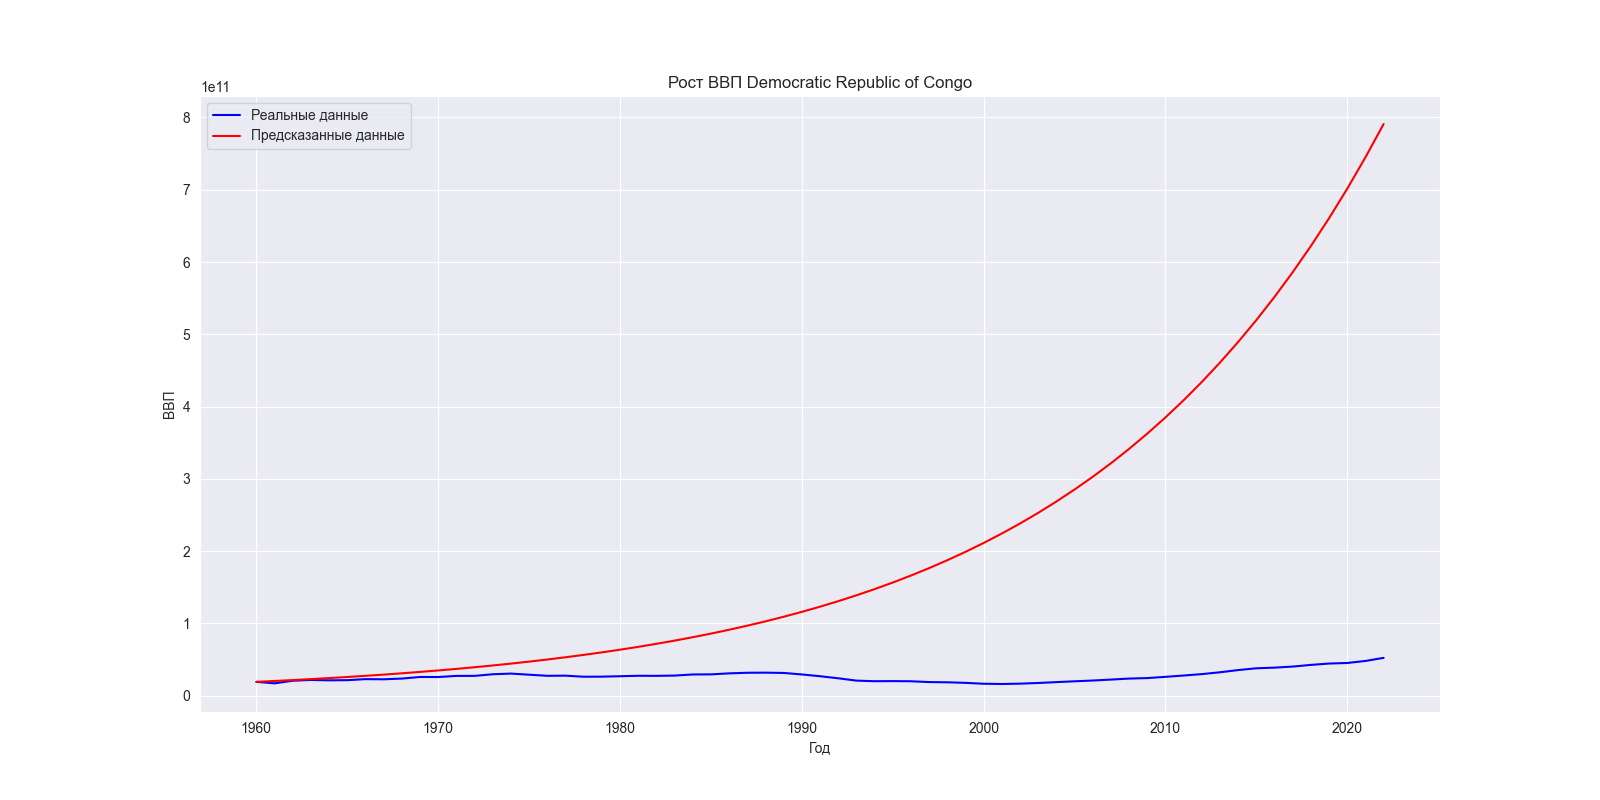 Рост ВВП Democratic Republic of Congo
1e11
Реальные данные
Предсказанные данные
8
7
6
5
4
3
2
1
0
ВВП
1960 1970 1980 1990 2000 2010 2020
Год